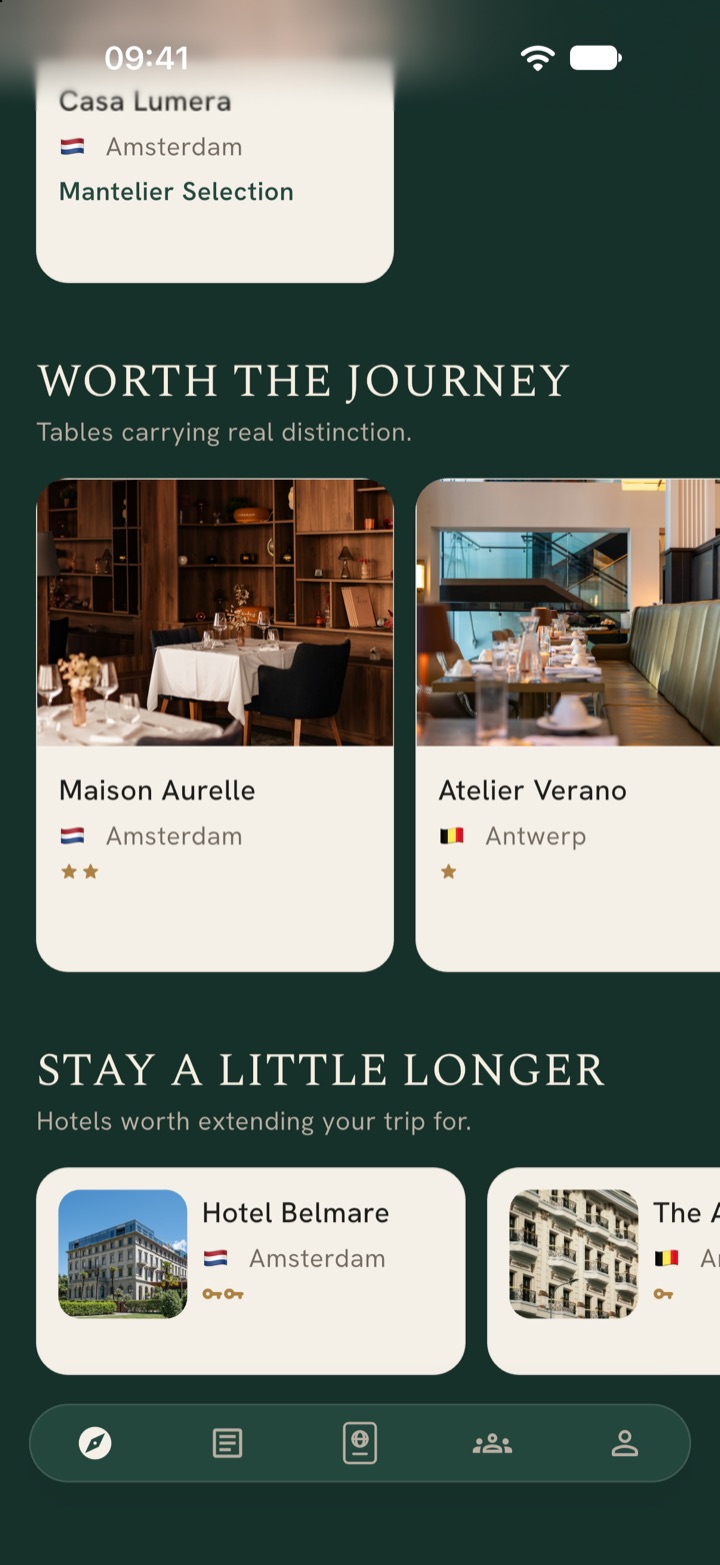 09:41
Casa Lumera
Amsterdam
Mantelier Selection
WORTH THE JOURNEY
Tables carrying real distinction.
Maison Aurelle
Amsterdam
Atelier Verano
Antwerp
STAY A LITTLE LONGER
Hotels worth extending your trip for.
Hotel Belmare
Amsterdam
The